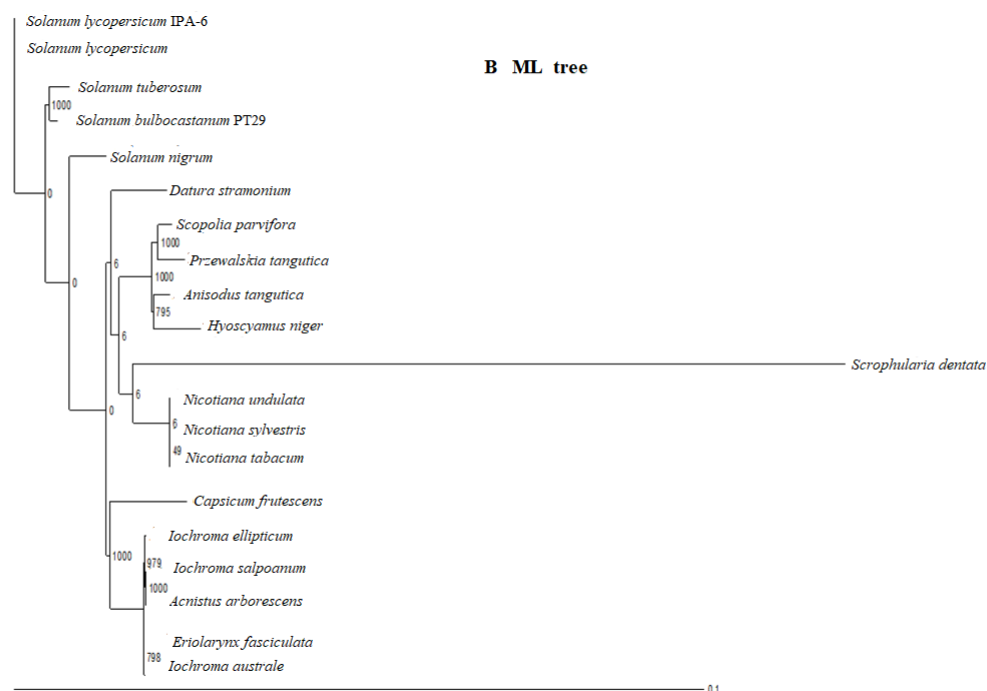 Solanum lycopersicum IPA-6
Solanum lycopersicum
B ML tree
Solanum tuberosum
1000
Solanum bulbocastanum PT29
Solanum nigrum
Datura stramonium
0
Scopolia parvifora
1000
Przewalskia tangutica
6
1000
0
Anisodus tangutica
795
Hyoscyamus niger
6
Scrophularia dentata
6
Nicotiana undulata
0
6
Nicotiana sylvestris
49
Nicotiana tabacum
Capsicum frutescens
Iochroma ellipticum
1000
979
Iochroma salpoanum
1000
Acnistus arborescens
Eriolarynx fasciculata
798
Iochroma australe
0.1